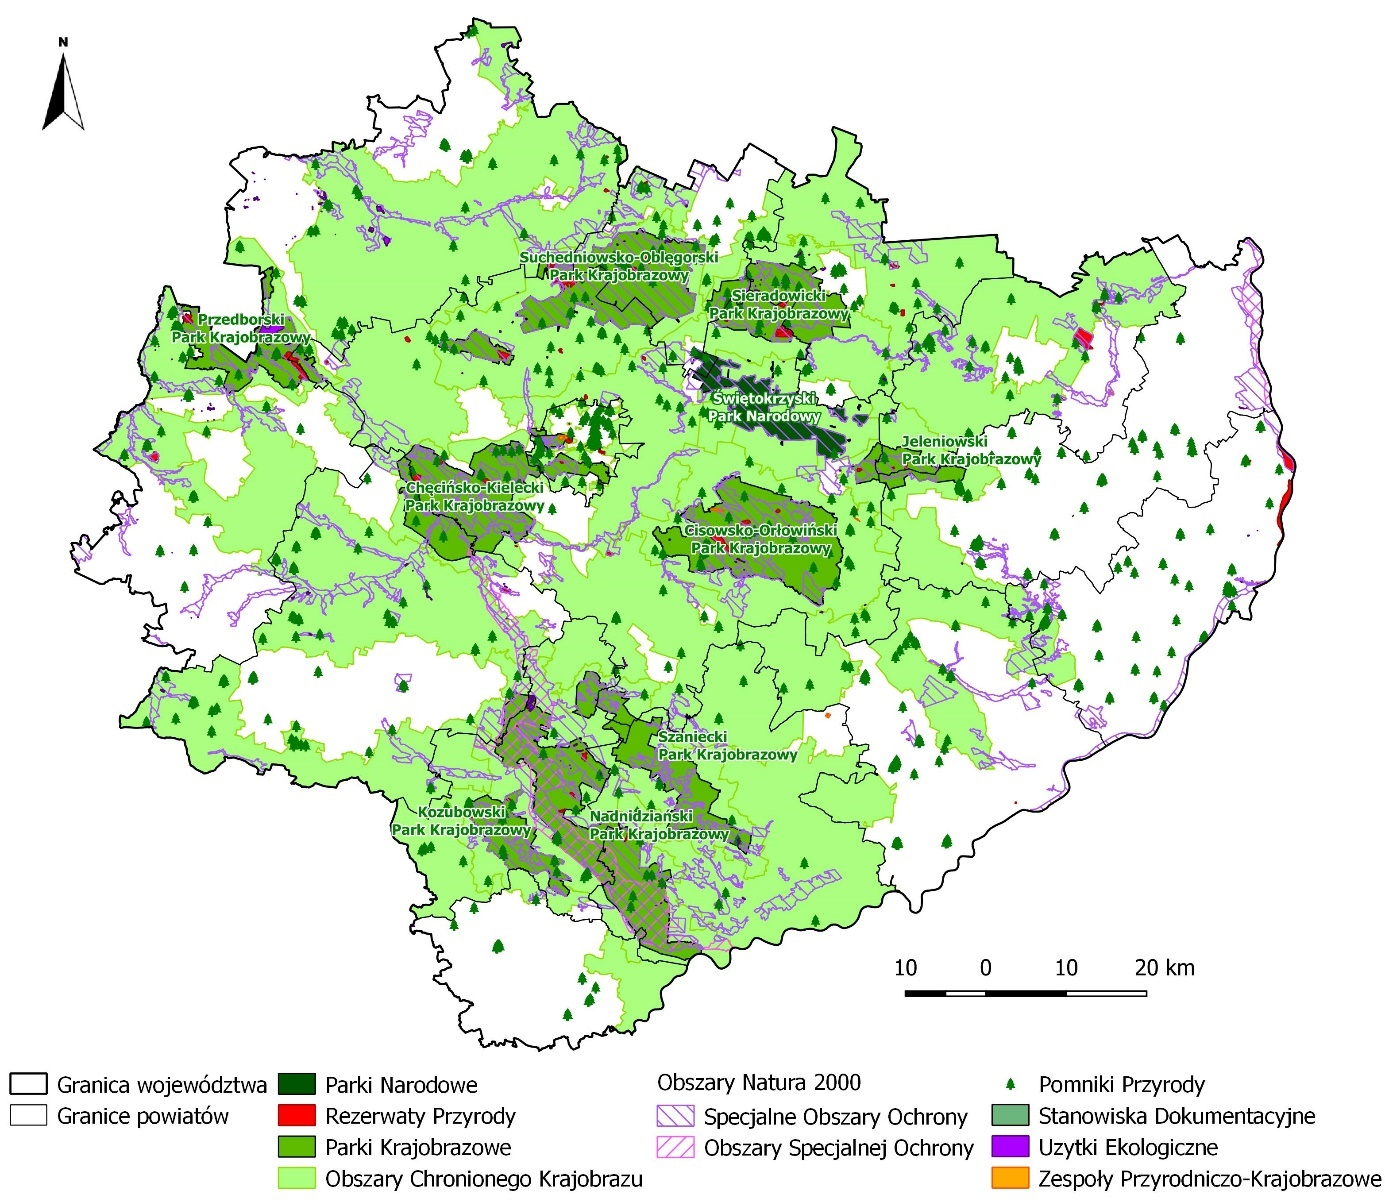 N
Suchedniowsko-Oblęgorski
Park Krajobrazowy
Sieradowicki
Park Krajobrazowy
Przedborski
Park Krajobrazowy
Świętokrzyski
Park Narodowy
Jeleniowski
Park Krajobrazowy
Chęcińsko-Kielecki
Park Krajobrazowy
Cisowsko-Orłowiński
Park Krajobrazowy
Szaniecki
Park Krajobrazowy
Kozubowski
Park Krajobrazowy
Nadnidziański
Park Krajobrazowy
10 0 10 20 km
Granica województwa
Granice powiatów
Parki Narodowe
Rezerwaty Przyrody
Parki Krajobrazowe
Obszary Chronionego Krajobrazu
Obszary Natura 2000
Specjalne Obszary Ochrony
Obszary Specjalnej Ochrony
Pomniki Przyrody
Stanowiska Dokumentacyjne
Uzytki Ekologiczne
Zespoły Przyrodniczo-Krajobrazowe